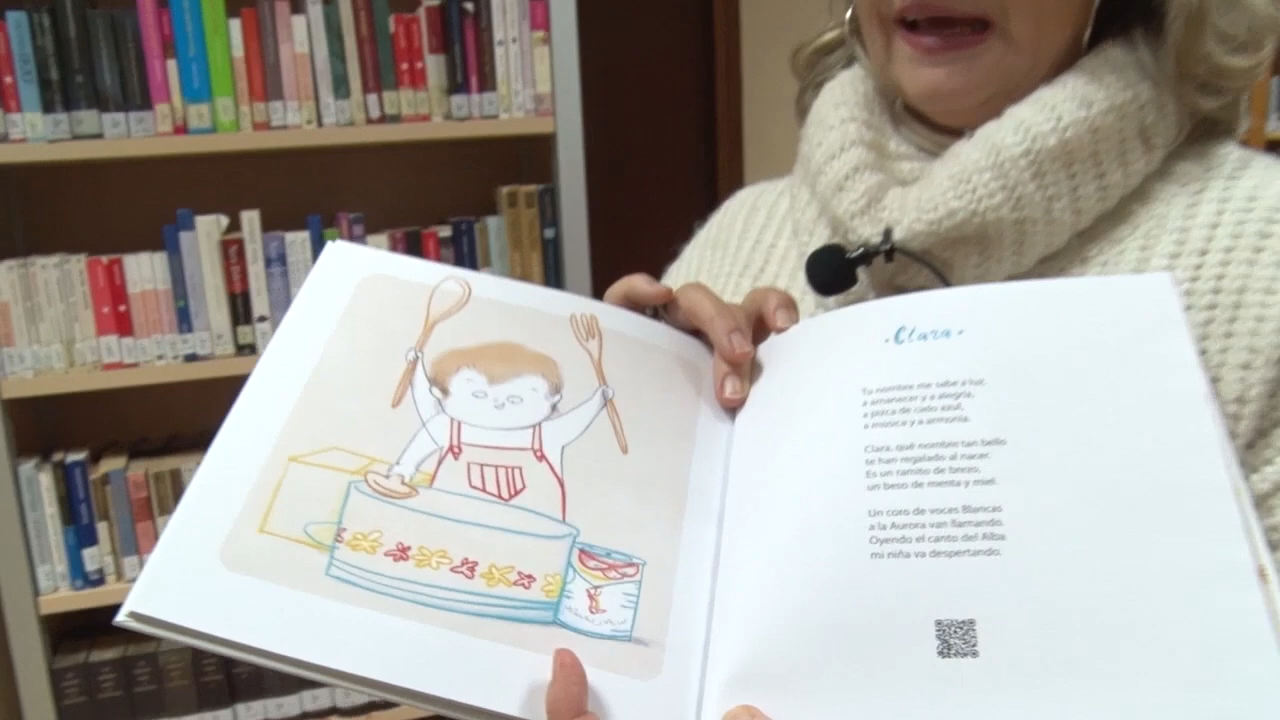 ·Clara·
Tu nombre me sabe a luz,
a amanecer y a alegría,
a pizca de cielo azul,
a música y a armonía.
Clara, qué nombre tan bello
te han regalado al nacer.
Es un ramito de brezo,
un beso de menta y miel.
Un coro de voces Blancas
a la Aurora van llamando.
Oyendo el canto del Alba
mi niña va despertando.